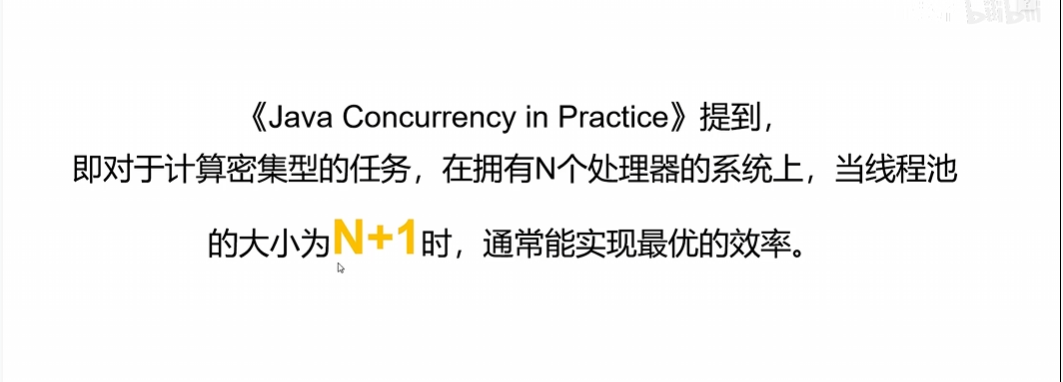 《Java Concurrency in Practice》提到，
即对于计算密集型的任务，在拥有N个处理器的系统上，当线程池
的大小为N+1时，通常能实现最优的效率。